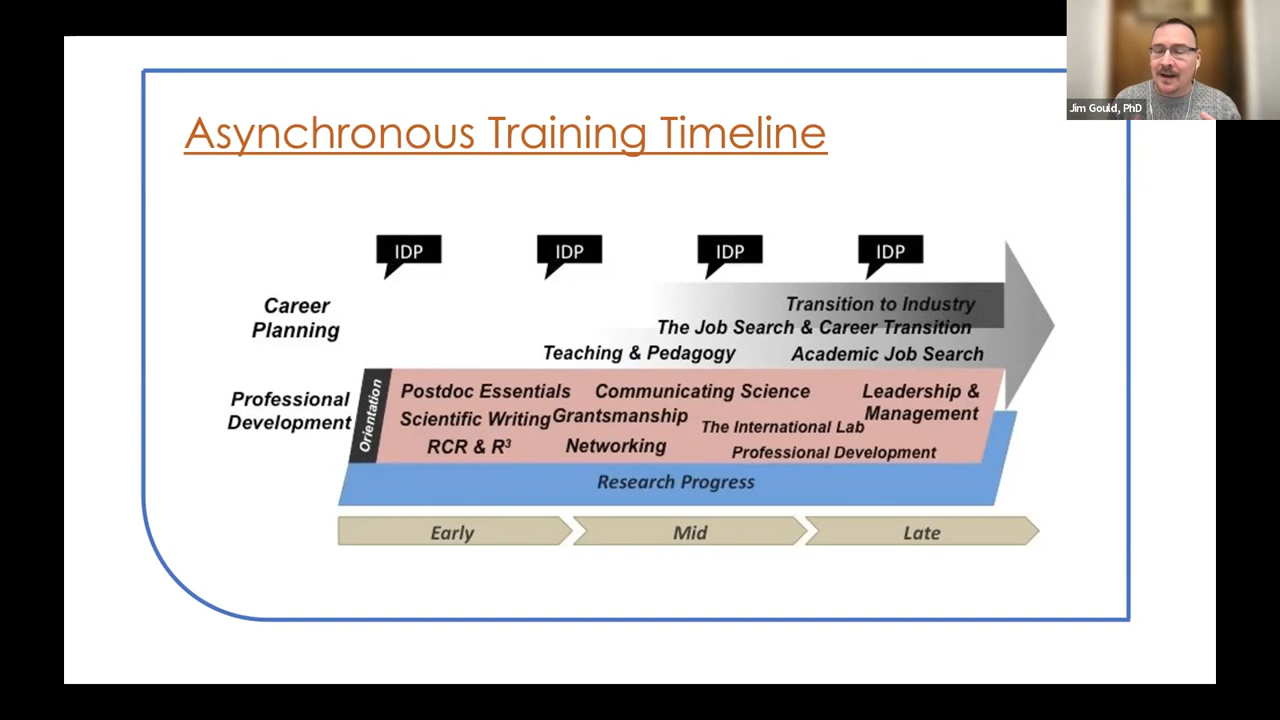 Jim Gould, PhD
Asynchronous Training Timeline
IDP
IDP
IDP
IDP
Career
Planning
Transition to Industry
The Job Search & Career Transition
Teaching & Pedagogy
Academic Job Search
Professional
Development
Orientation
Postdoc Essentials
Communicating Science
Leadership &
Management
Scientific Writing
Grantsmanship
The International Lab
RCR & R³
Networking
Professional Development
Research Progress
Early
Mid
Late